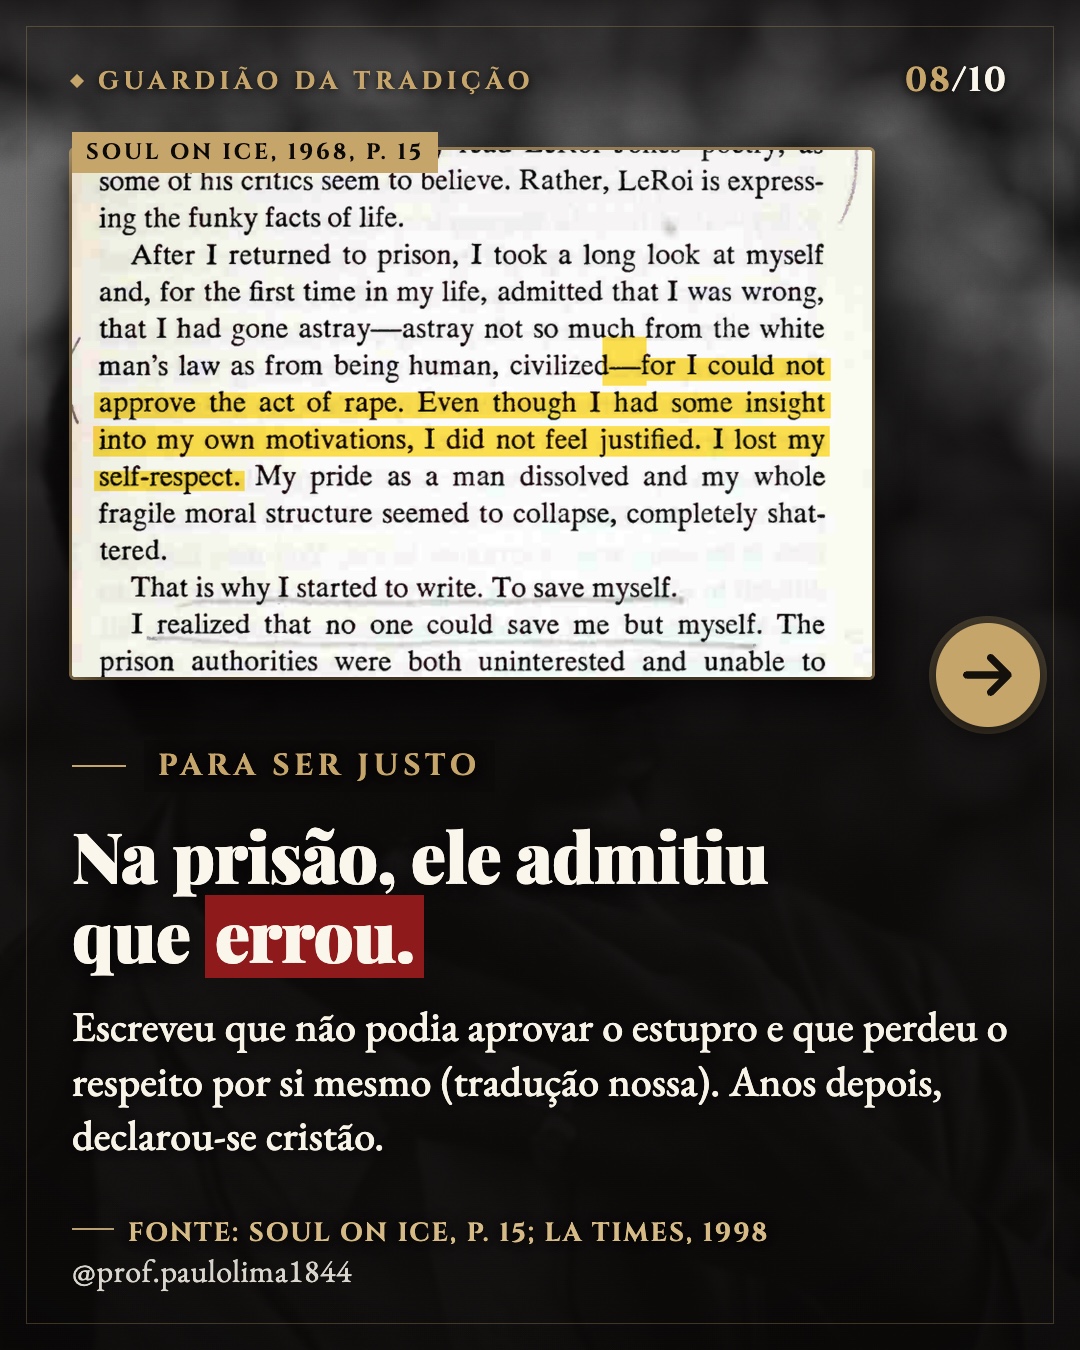 ◆ GUARDIÃO DA TRADIÇÃO
08/10
SOUL ON ICE, 1968, P. 15
read LeRoi Jones' poetry, as
some of his critics seem to believe. Rather, LeRoi is express-
ing the funky facts of life.
After I returned to prison, I took a long look at myself
and, for the first time in my life, admitted that I was wrong,
that I had gone astray—astray not so much from the white
man's law as from being human, civilized—for I could not
approve the act of rape. Even though I had some insight
into my own motivations, I did not feel justified. I lost my
self-respect. My pride as a man dissolved and my whole
fragile moral structure seemed to collapse, completely shat-
tered.
That is why I started to write. To save myself.
I realized that no one could save me but myself. The
prison authorities were both uninterested and unable to
PARA SER JUSTO
Na prisão, ele admitiu
que errou.
Escreveu que não podia aprovar o estupro e que perdeu o
respeito por si mesmo (tradução nossa). Anos depois,
declarou-se cristão.
FONTE: SOUL ON ICE, P. 15; LA TIMES, 1998
@prof.paulolima1844